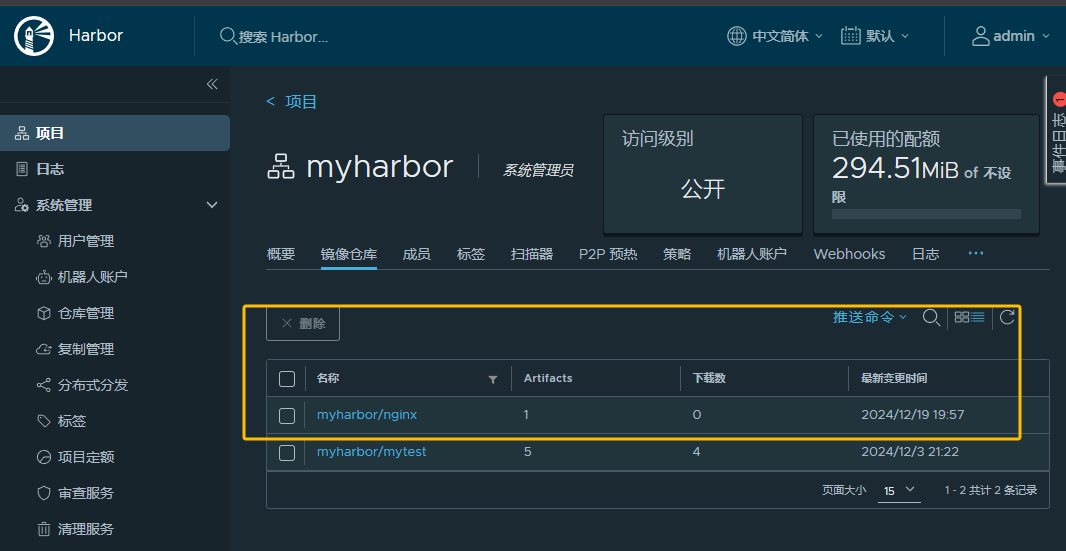 Harbor
搜索 Harbor...
中文简体
默认
admin
项目
日志
系统管理
用户管理
机器人账户
仓库管理
复制管理
分布式分发
标签
项目定额
审查服务
清理服务
< 项目
myharbor
系统管理员
访问级别
公开
已使用的配额
294.51MiB of 不设
限
1
事件日志
概要 镜像仓库 成员 标签 扫描器 P2P 预热 策略 机器人账户 Webhooks 日志 ...
× 删除
推送命令
名称 Artifacts 下载数 最新变更时间
myharbor/nginx 1 0 2024/12/19 19:57
myharbor/mytest 5 4 2024/12/3 21:22
页面大小 15 1 - 2 共计 2 条记录